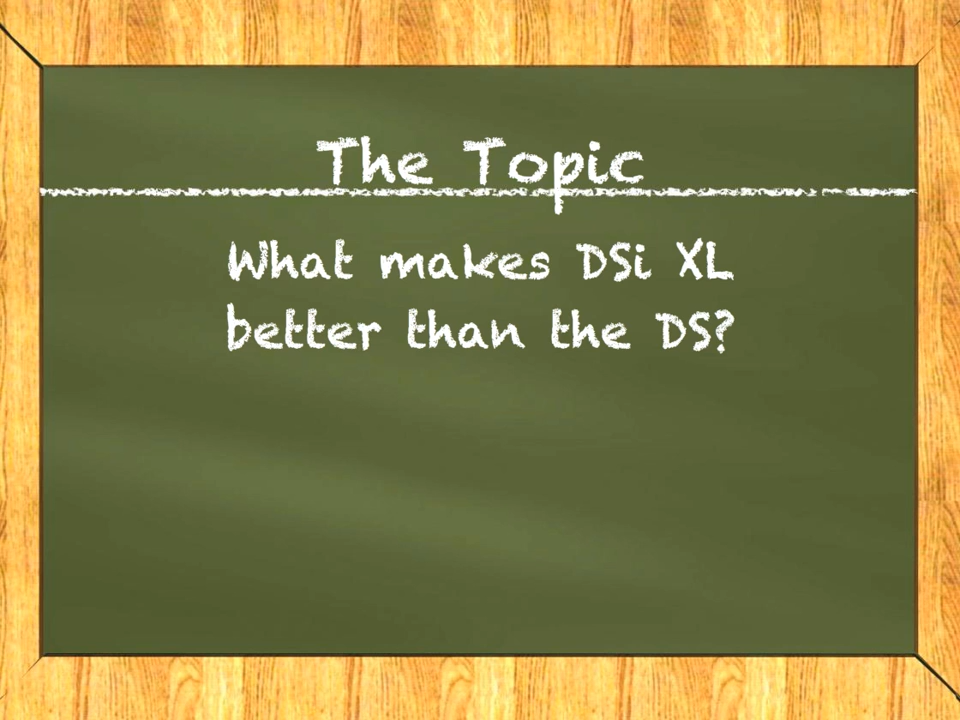 The Topic
What makes DSi XL
better than the DS?